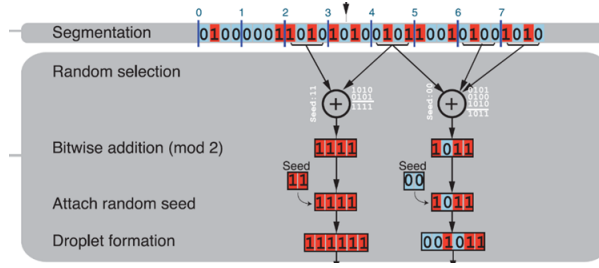 0 1 2 3 4 5 6 7
Segmentation 01000001101010100101100101001010
Random selection
Seed:11 + 1010
0101
1111
Seed:00 + 0101
0100
1010
1011
Bitwise addition (mod 2) 1111 1011
Seed Seed
11 00
Attach random seed 1111 1011
Droplet formation 111111 001011